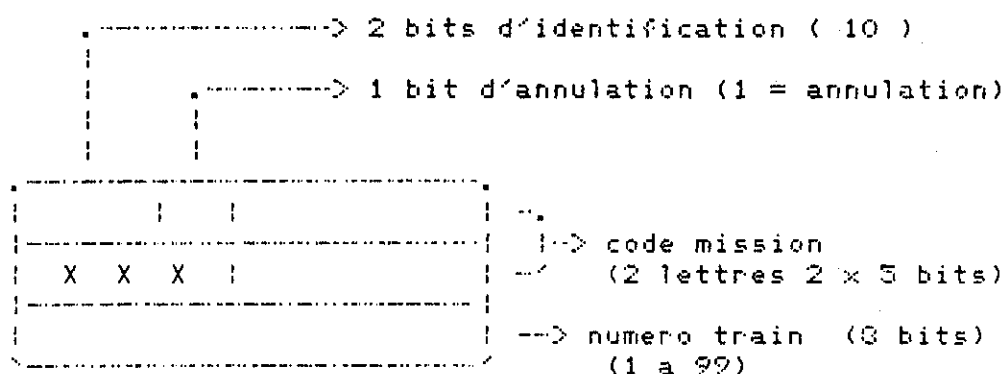 2 bits d'identification ( 10 )
1 bit d'annulation (1 = annulation)
code mission
X X X (2 lettres 2 x 5 bits)
numero train (8 bits)
(1 a 99)